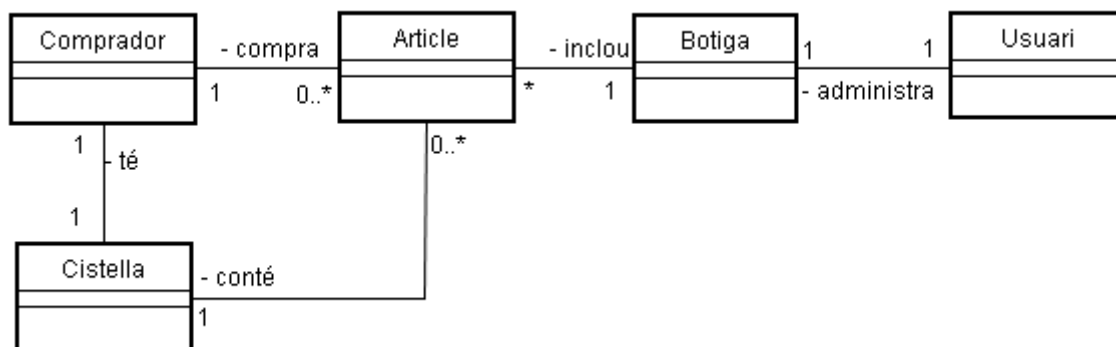 Comprador
- compra
1
0..*
Article
- inclou
*
1
Botiga
1
1
- administra
Usuari
1
- té
1
0..*
Cistella
- conté
1